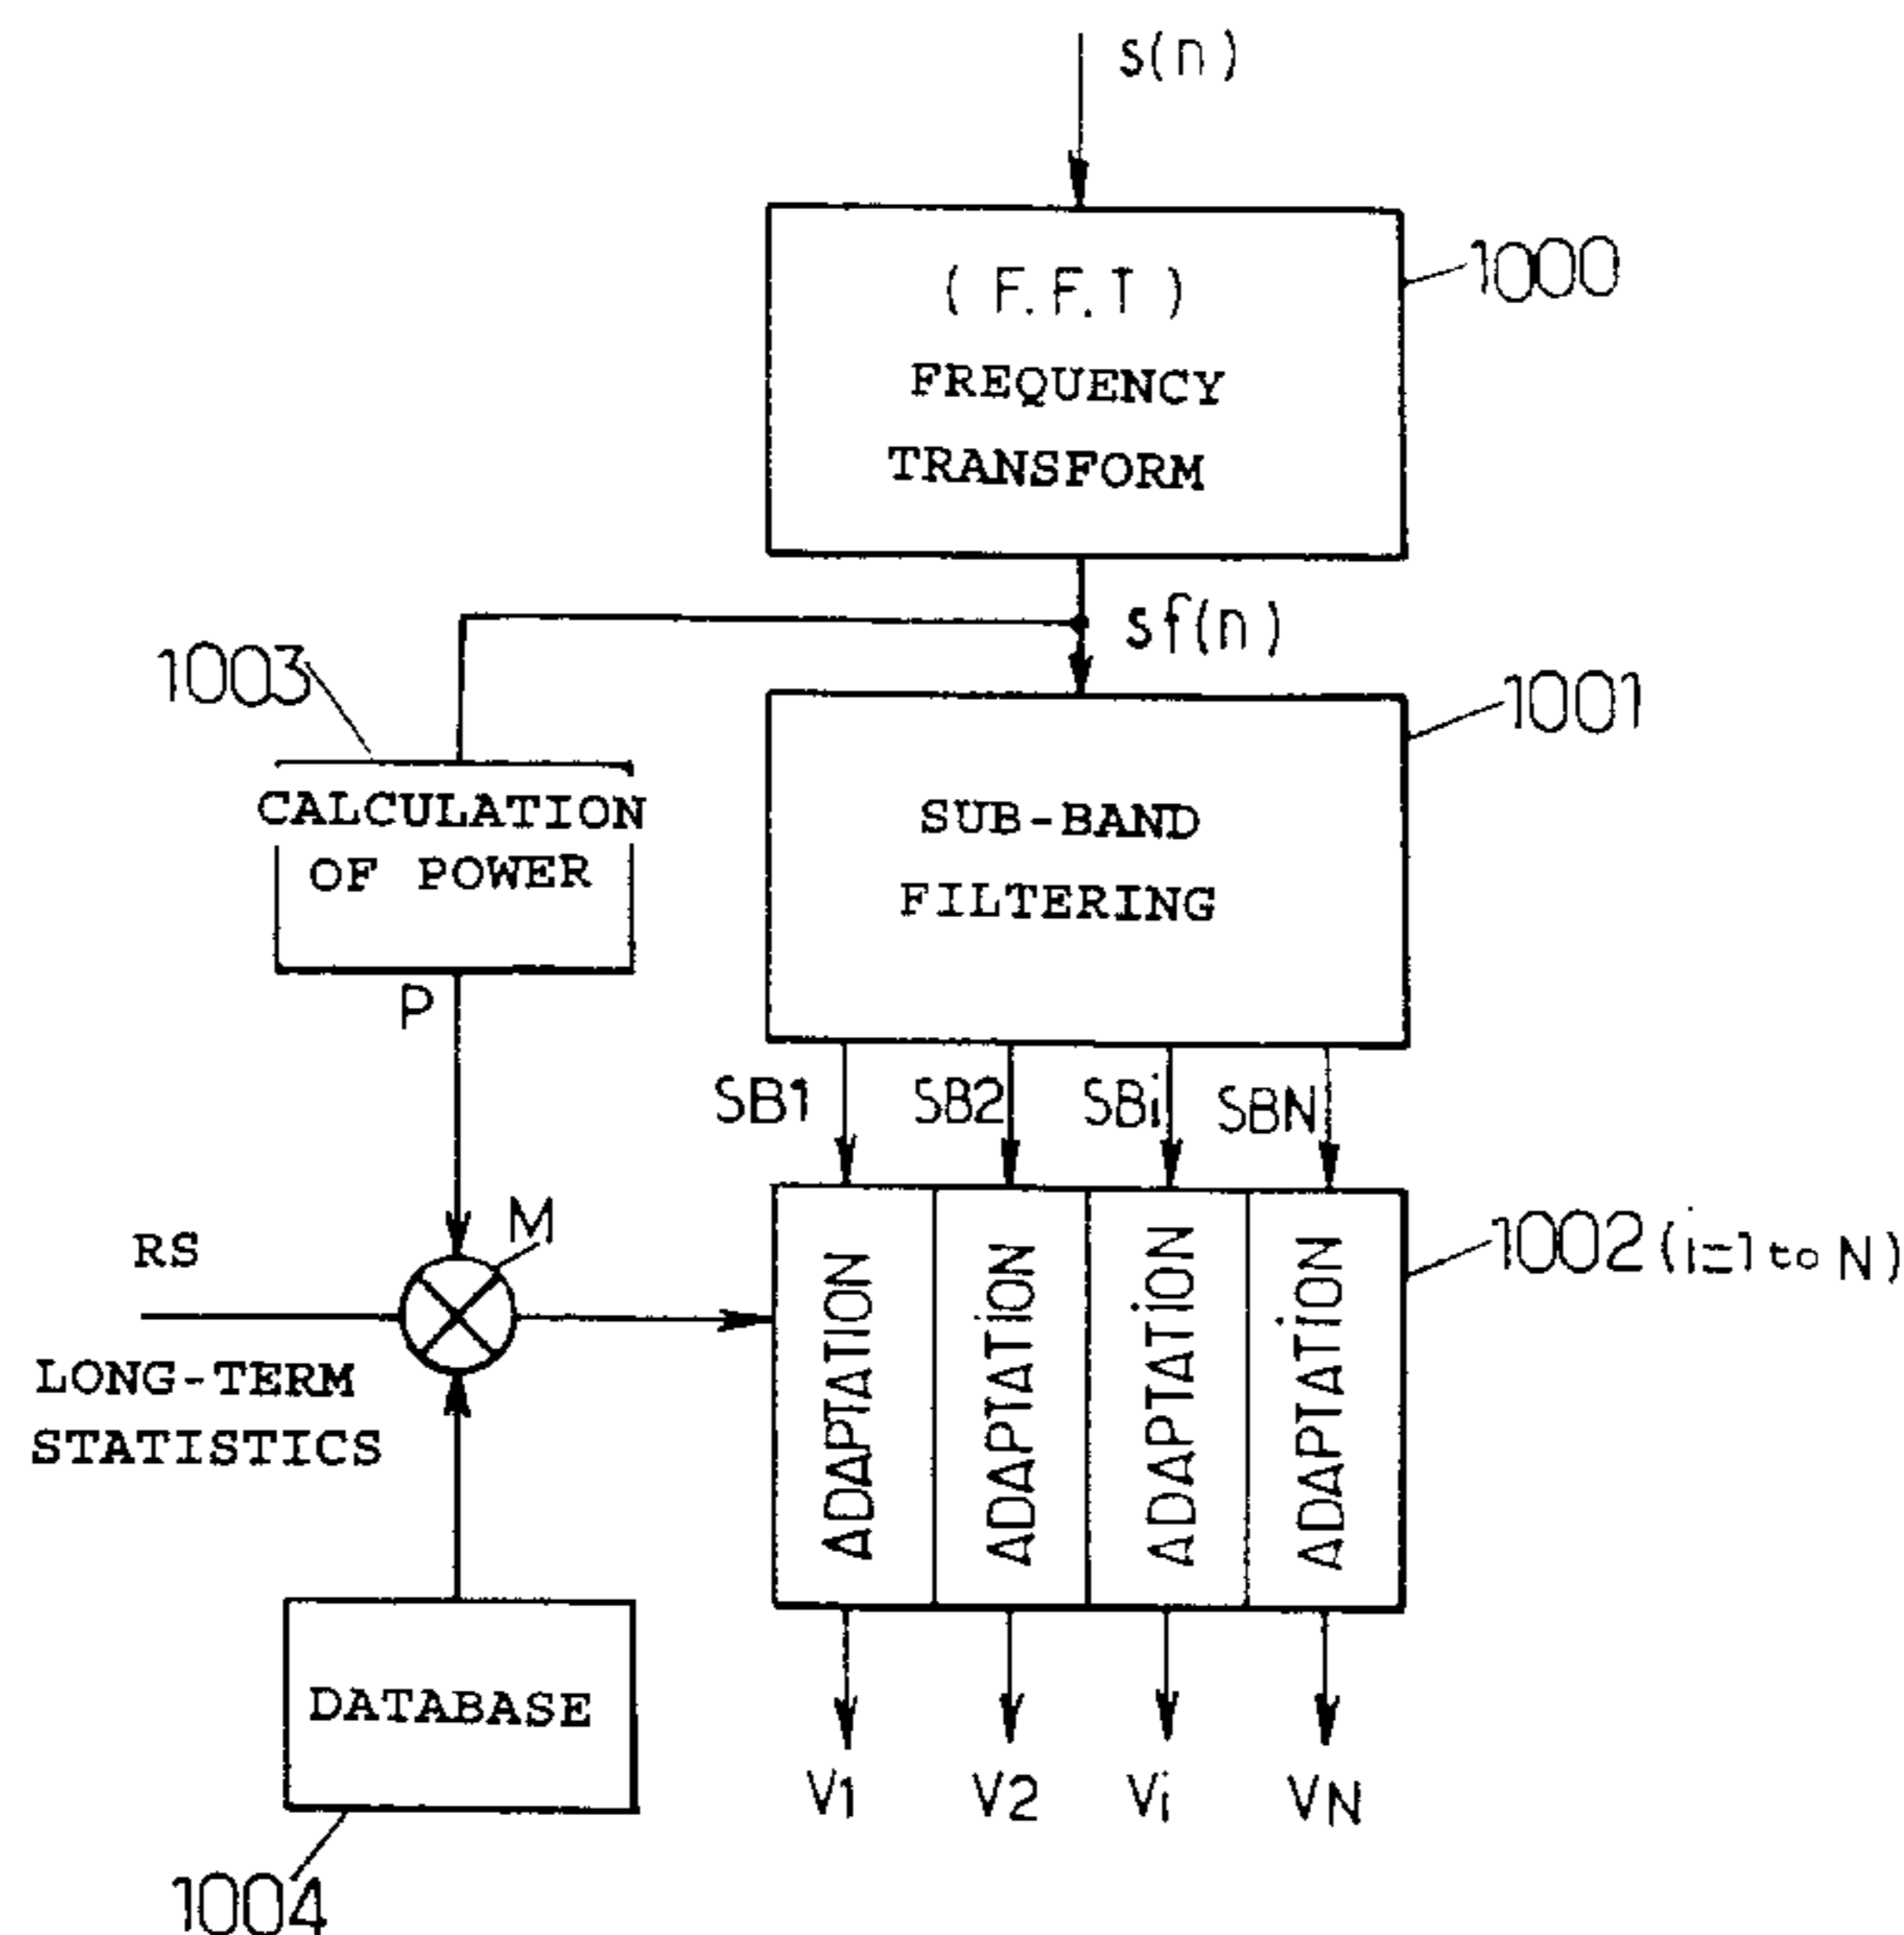 s(n)
(F.F.T)
FREQUENCY
TRANSFORM
1000
sf(n)
1003
1001
CALCULATION
OF POWER
SUB-BAND
FILTERING
P
SB1
SB2
SBi
SBN
M
RS
1002 (i=1 to N)
LONG-TERM
STATISTICS
ADAPTATION
ADAPTATION
ADAPTATION
ADAPTATION
DATABASE
V1
V2
Vi
VN
1004